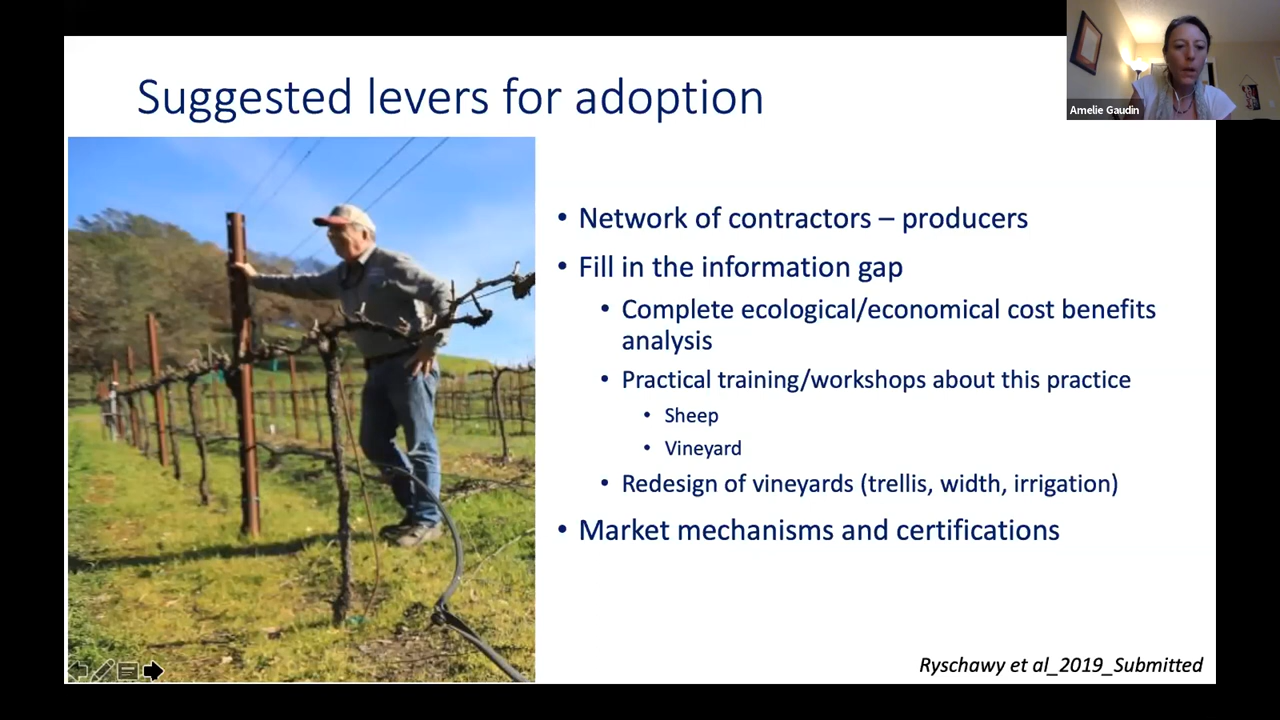 Suggested levers for adoption
Amelie Gaudin
• Network of contractors – producers
• Fill in the information gap
• Complete ecological/economical cost benefits
analysis
• Practical training/workshops about this practice
• Sheep
• Vineyard
• Redesign of vineyards (trellis, width, irrigation)
• Market mechanisms and certifications
Ryschawy et al_2019_Submitted